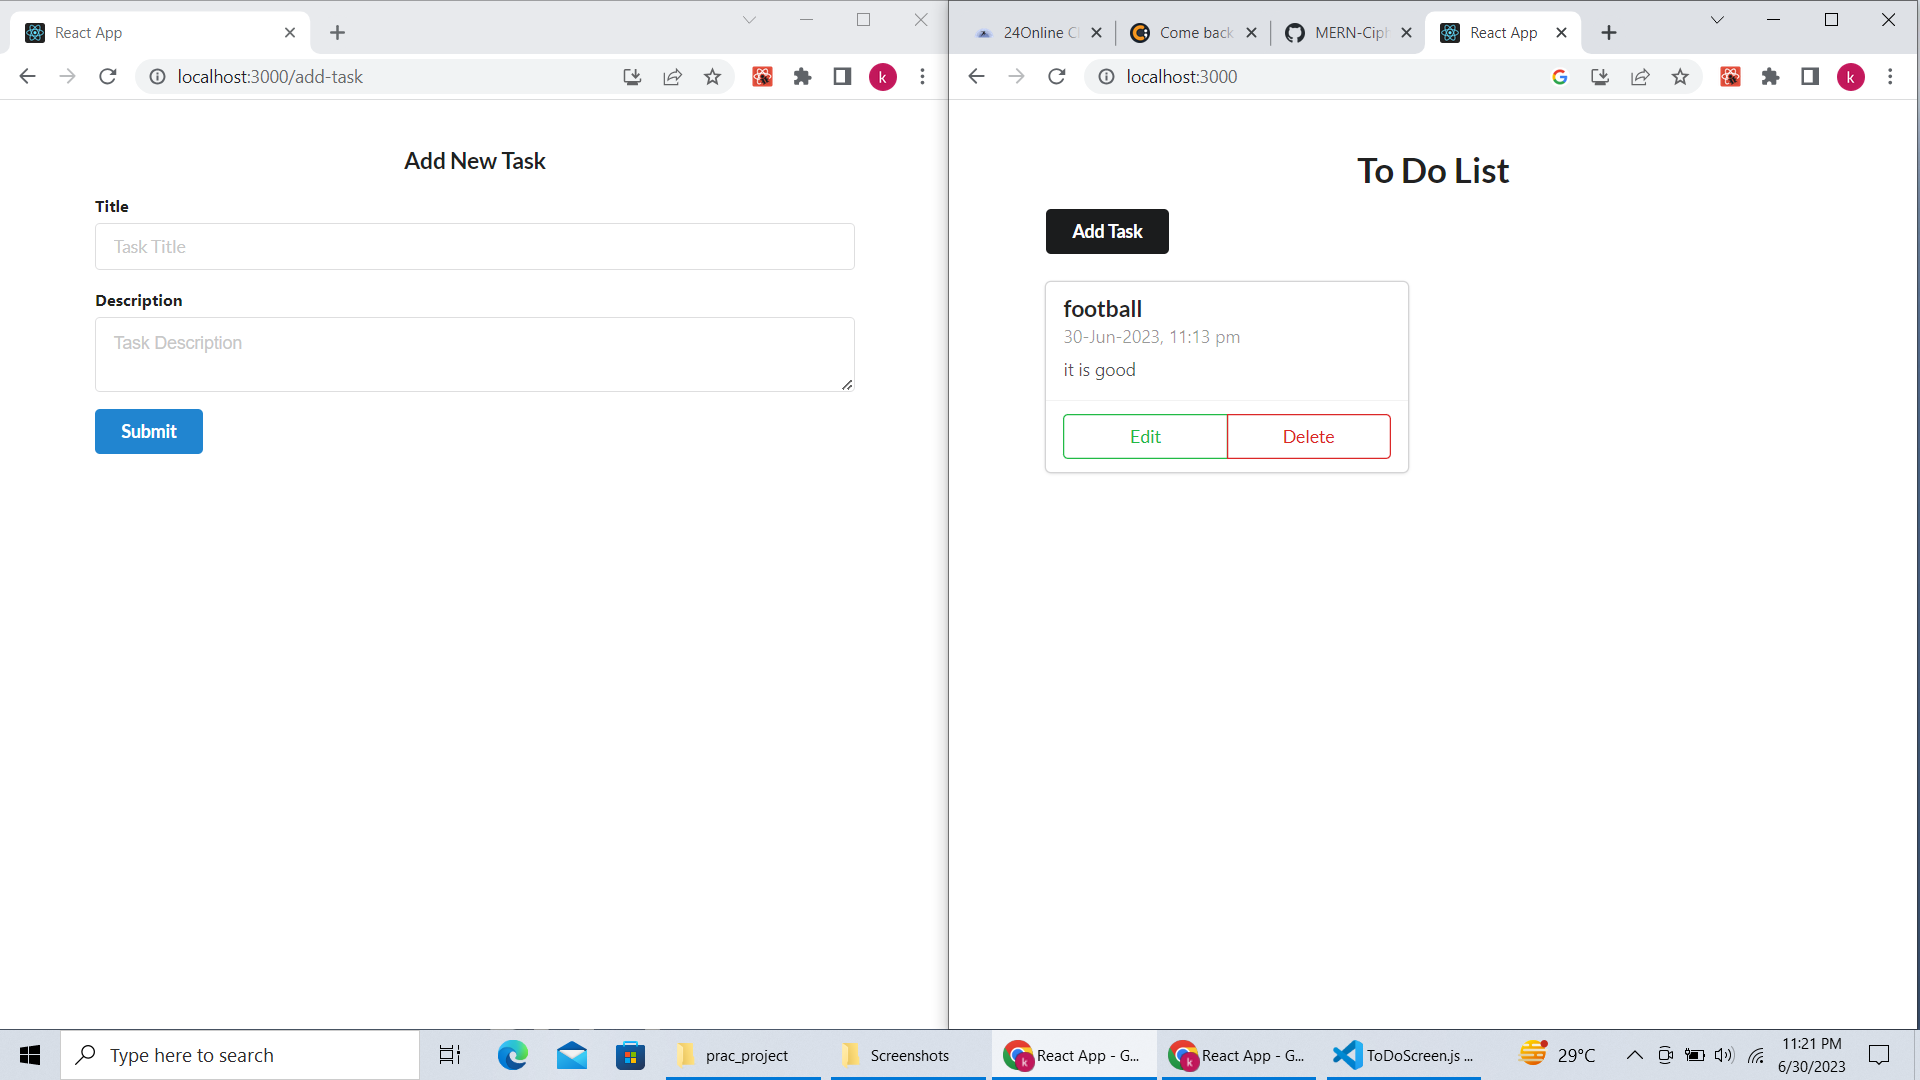 React App
localhost:3000/add-task
k
Add New Task
Title
Task Title
Description
Task Description
Submit
24Online Cl
Come back
MERN-Ciph
React App
localhost:3000
k
To Do List
Add Task
football
30-Jun-2023, 11:13 pm
it is good
Edit
Delete
Type here to search
prac_project
Screenshots
React App - G...
React App - G...
ToDoScreen.js ...
29°C
11:21 PM
6/30/2023